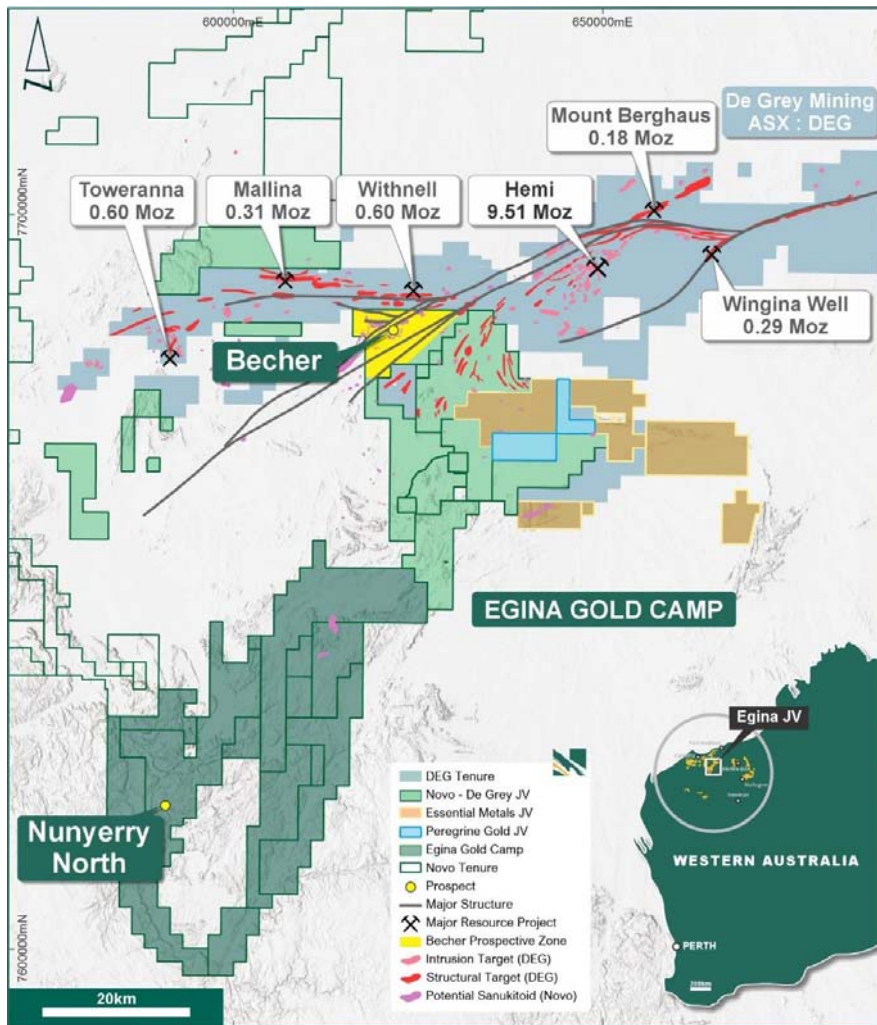 600000mE
650000mE
N
7700000mN
7600000mN
De Grey Mining
ASX : DEG
Mount Berghaus
0.18 Moz
Toweranna
0.60 Moz
Mallina
0.31 Moz
Withnell
0.60 Moz
Hemi
9.51 Moz
Wingina Well
0.29 Moz
Becher
EGINA GOLD CAMP
Nunyerry
North
DEG Tenure
Novo - De Grey JV
Essential Metals JV
Peregrine Gold JV
Egina Gold Camp
Novo Tenure
Prospect
Major Structure
Major Resource Project
Becher Prospective Zone
Intrusion Target (DEG)
Structural Target (DEG)
Potential Sanukitoid (Novo)
Egina JV
WESTERN AUSTRALIA
PERTH
200km
20km